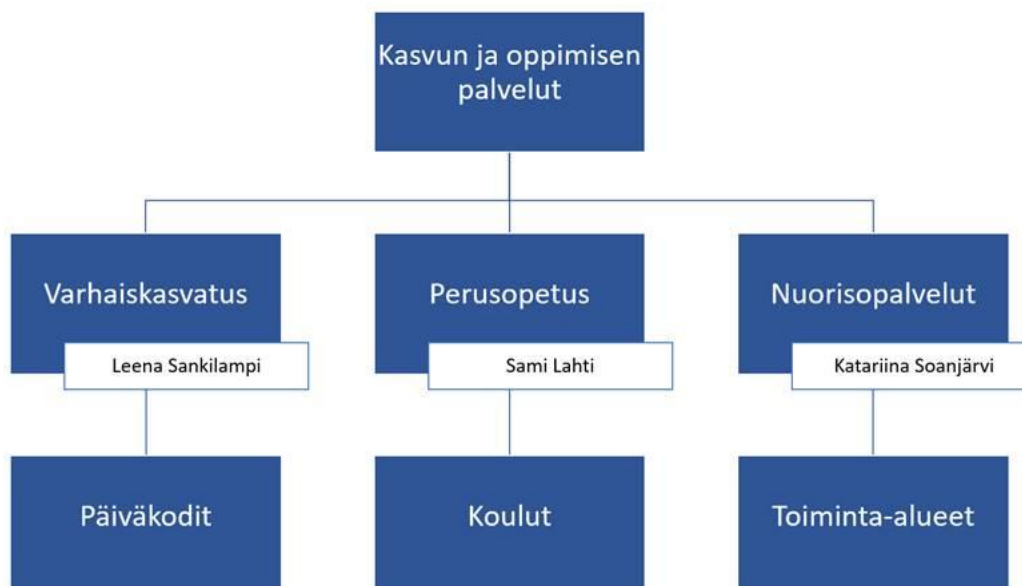 Kasvun ja oppimisen
palvelut
Varhaiskasvatus
Leena Sankilampi
Perusopetus
Sami Lahti
Nuorisopalvelut
Katariina Soanjärvi
Päiväkodit
Koulut
Toiminta-alueet